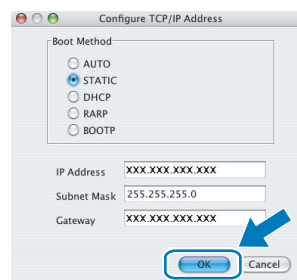 Configure TCP/IP Address
Boot Method
AUTO
STATIC
DHCP
RARP
BOOTP
IP Address XXX.XXX.XXX.XXX
Subnet Mask 255.255.255.0
Gateway XXX.XXX.XXX.XXX
OK Cancel